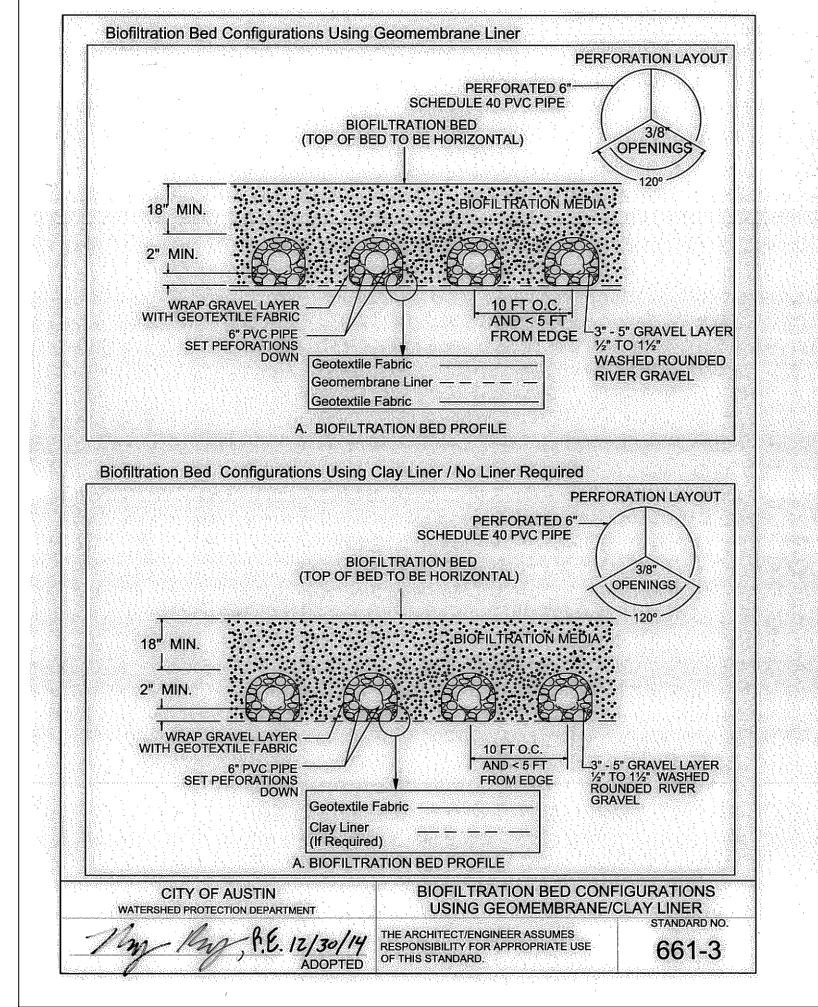 Biofiltration Bed Configurations Using Geomembrane Liner
PERFORATION LAYOUT
PERFORATED 6"
SCHEDULE 40 PVC PIPE
3/8"
OPENINGS
120º
BIOFILTRATION BED
(TOP OF BED TO BE HORIZONTAL)
18" MIN.
BIOFILTRATION MEDIA
2" MIN.
WRAP GRAVEL LAYER
WITH GEOTEXTILE FABRIC
6" PVC PIPE
SET PEFORATIONS
DOWN
10 FT O.C.
AND < 5 FT
FROM EDGE
3" - 5" GRAVEL LAYER
½" TO 1½"
WASHED ROUNDED
RIVER GRAVEL
Geotextile Fabric
Geomembrane Liner
Geotextile Fabric
A. BIOFILTRATION BED PROFILE
Biofiltration Bed Configurations Using Clay Liner / No Liner Required
PERFORATION LAYOUT
PERFORATED 6"
SCHEDULE 40 PVC PIPE
3/8"
OPENINGS
120º
BIOFILTRATION BED
(TOP OF BED TO BE HORIZONTAL)
18" MIN.
BIOFILTRATION MEDIA
2" MIN.
WRAP GRAVEL LAYER
WITH GEOTEXTILE FABRIC
6" PVC PIPE
SET PEFORATIONS
DOWN
10 FT O.C.
AND < 5 FT
FROM EDGE
3" - 5" GRAVEL LAYER
½" TO 1½" WASHED
ROUNDED RIVER
GRAVEL
Geotextile Fabric
Clay Liner
(If Required)
A. BIOFILTRATION BED PROFILE
CITY OF AUSTIN
WATERSHED PROTECTION DEPARTMENT
P.E. 12/30/14
ADOPTED
BIOFILTRATION BED CONFIGURATIONS
USING GEOMEMBRANE/CLAY LINER
THE ARCHITECT/ENGINEER ASSUMES
RESPONSIBILITY FOR APPROPRIATE USE
OF THIS STANDARD.
STANDARD NO.
661-3